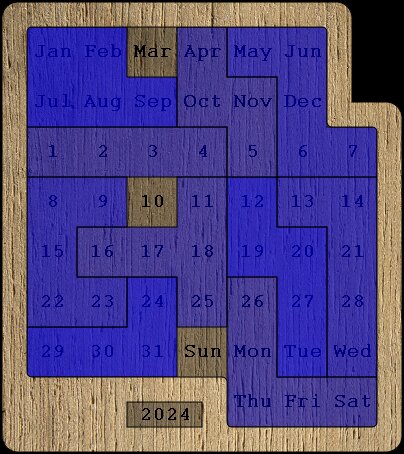 Jan Feb Mar Apr May Jun
Jul Aug Sep Oct Nov Dec
1 2 3 4 5 6 7
8 9 10 11 12 13 14
15 16 17 18 19 20 21
22 23 24 25 26 27 28
29 30 31 Sun Mon Tue Wed
Thu Fri Sat
2024